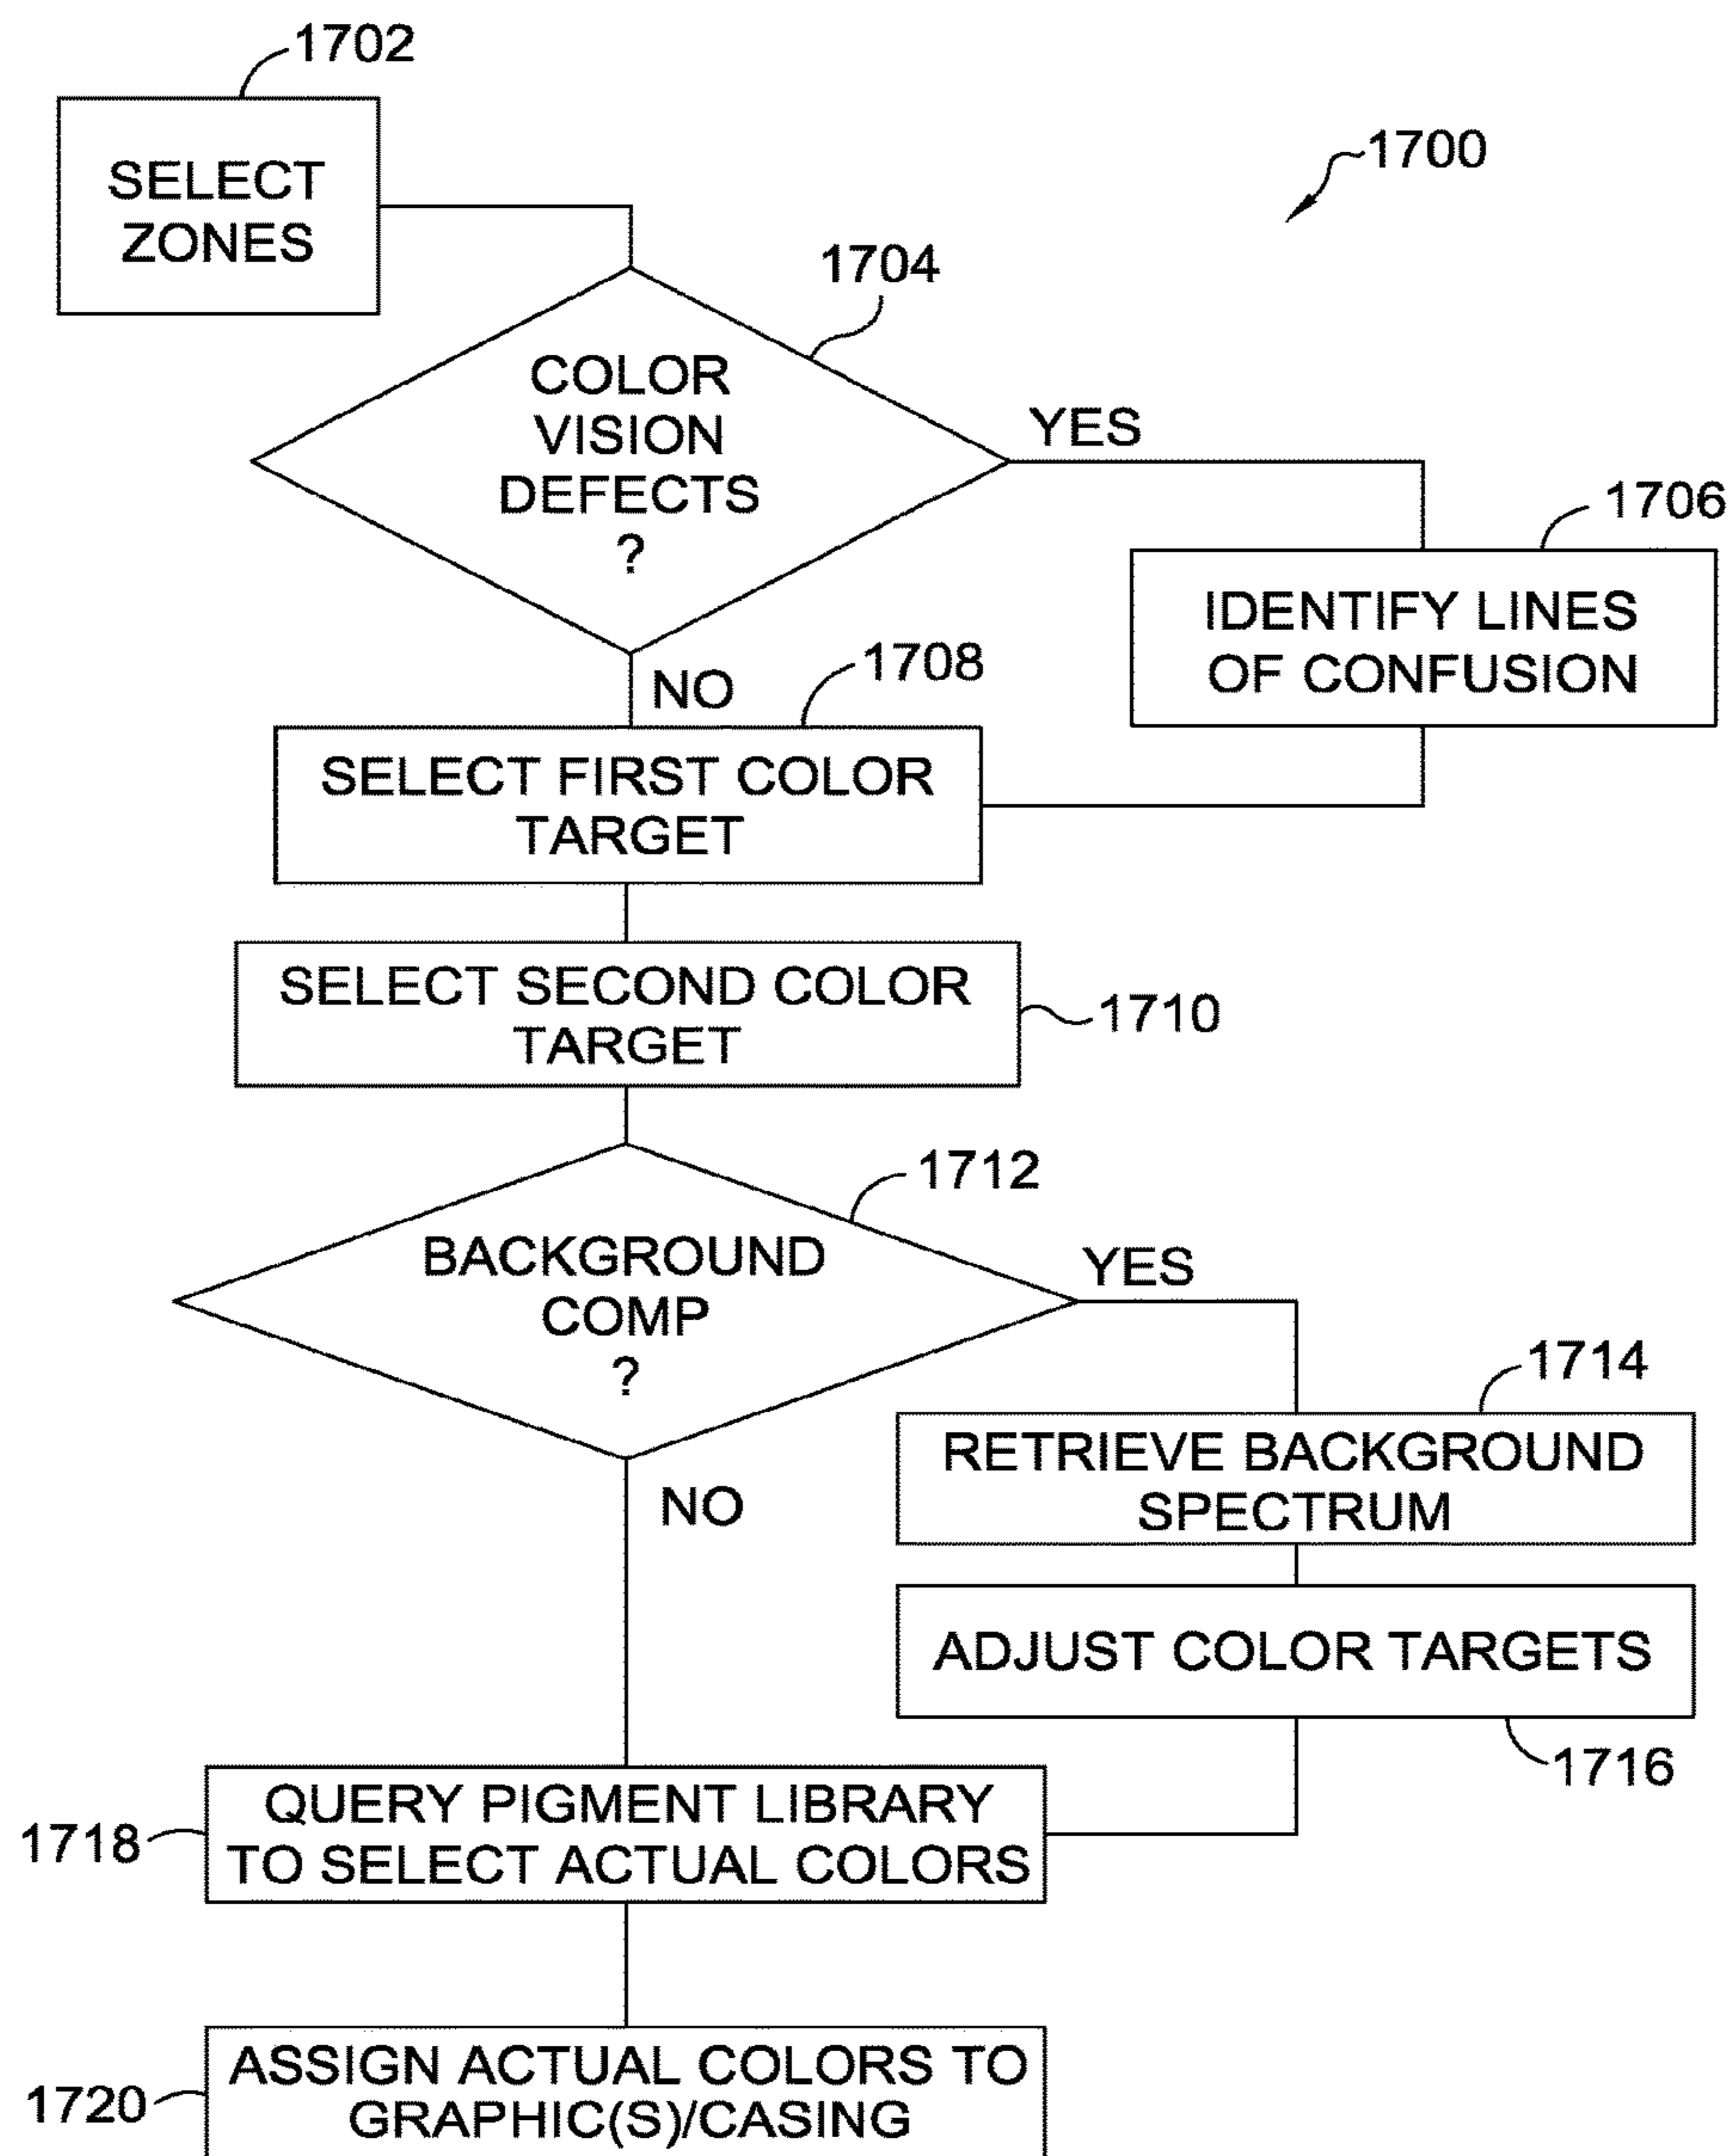 1702
SELECT
ZONES
1700
1704
COLOR
VISION
DEFECTS
?
YES
1706
IDENTIFY LINES
OF CONFUSION
NO
1708
SELECT FIRST COLOR
TARGET
SELECT SECOND COLOR
TARGET
1710
1712
BACKGROUND
COMP
?
YES
NO
1714
RETRIEVE BACKGROUND
SPECTRUM
ADJUST COLOR TARGETS
1716
1718
QUERY PIGMENT LIBRARY
TO SELECT ACTUAL COLORS
1720
ASSIGN ACTUAL COLORS TO
GRAPHIC(S)/CASING